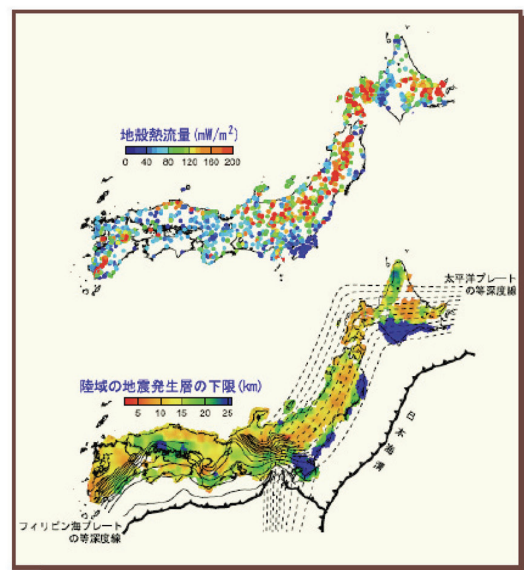 地殻熱流量(mW/m²)
0 40 80 120 160 200
太平洋プレート
の等深度線
陸域の地震発生層の下限(km)
5 10 15 20 25
日本海溝
フィリピン海プレート
の等深度線